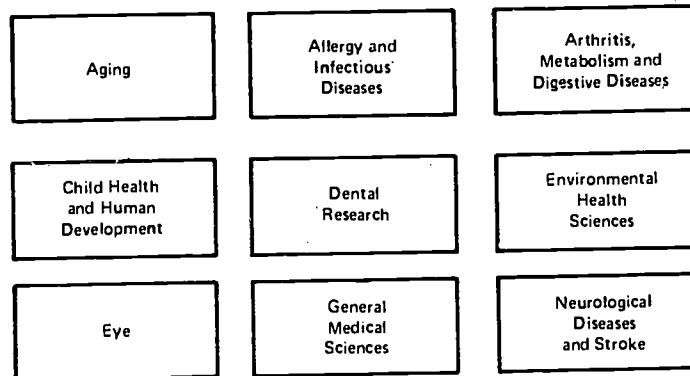 Aging
Allergy and
Infectious
Diseases
Arthritis,
Metabolism and
Digestive Diseases
Child Health
and Human
Development
Dental
Research
Environmental
Health
Sciences
Eye
General
Medical
Sciences
Neurological
Diseases
and Stroke